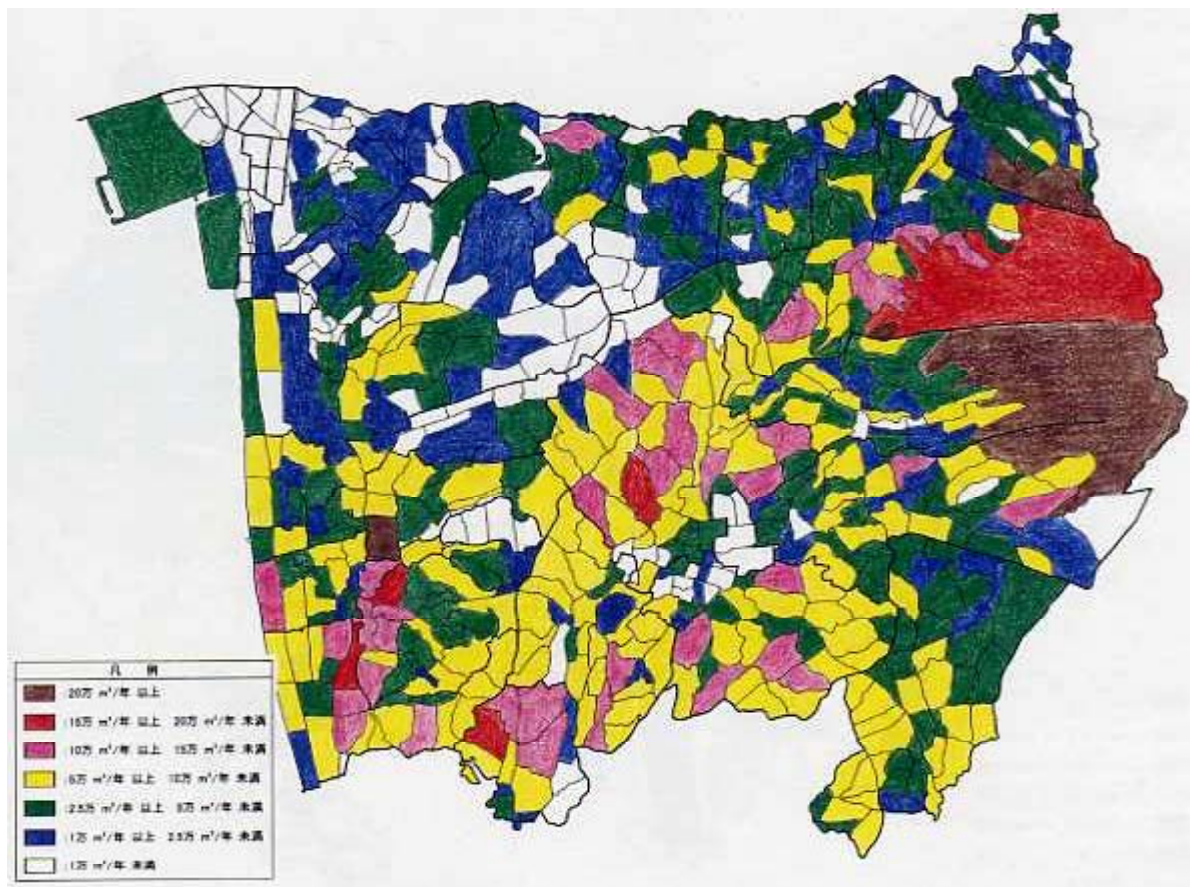 凡 例
20万 m³/年 以上
15万 m³/年 以上 20万 m³/年 未満
10万 m³/年 以上 15万 m³/年 未満
5万 m³/年 以上 10万 m³/年 未満
2.5万 m³/年 以上 5万 m³/年 未満
1万 m³/年 以上 2.5万 m³/年 未満
1万 m³/年 未満